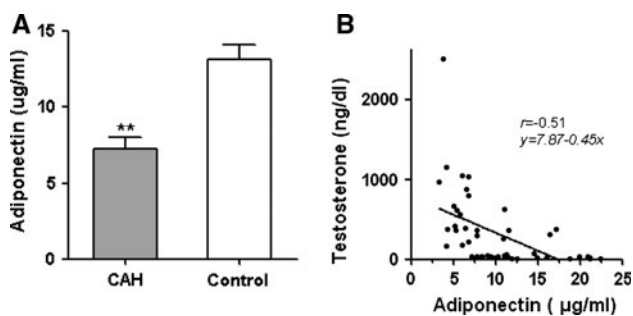 A
Adiponectin (ug/ml)
15
10
5
0
**
CAH
Control
B
Testosterone (ng/dl)
2000
1000
0
r=-0.51
y=7.87-0.45x
0 5 10 15 20 25
Adiponectin ( µg/ml)